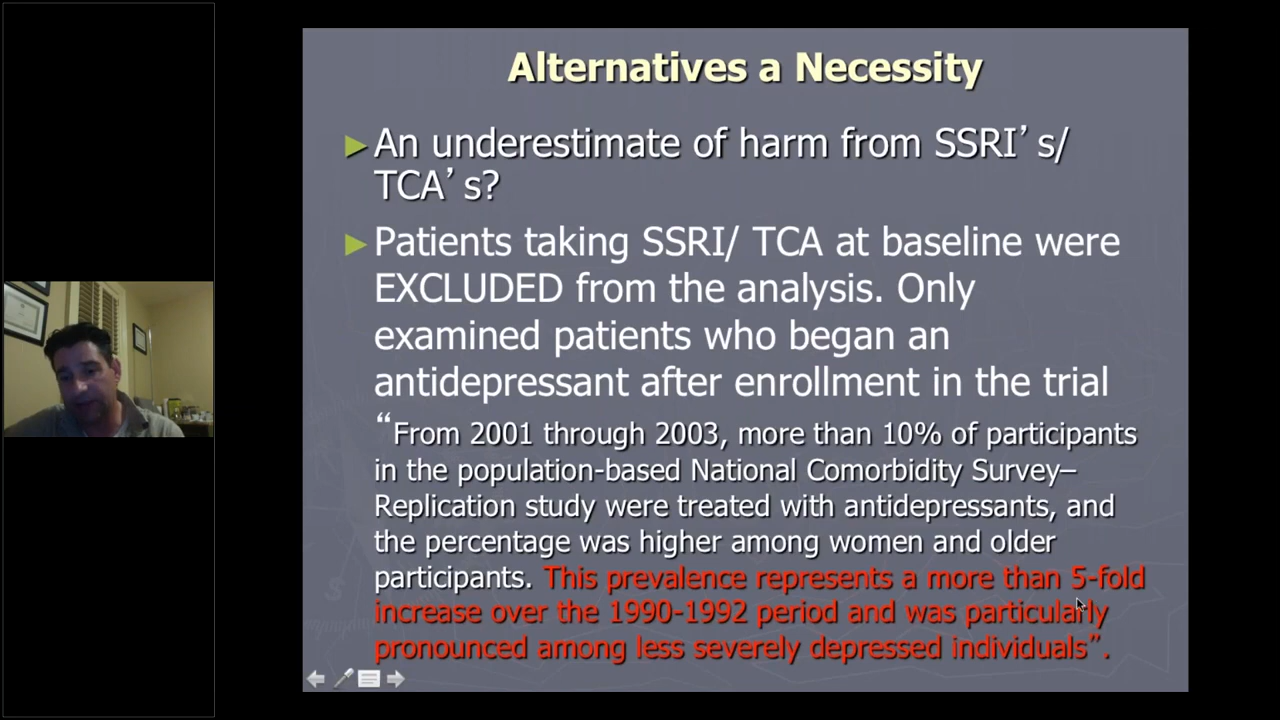 Alternatives a Necessity
►An underestimate of harm from SSRI’s/
TCA’s?
►Patients taking SSRI/ TCA at baseline were
EXCLUDED from the analysis. Only
examined patients who began an
antidepressant after enrollment in the trial
“From 2001 through 2003, more than 10% of participants
in the population-based National Comorbidity Survey–
Replication study were treated with antidepressants, and
the percentage was higher among women and older
participants. This prevalence represents a more than 5-fold
increase over the 1990-1992 period and was particularly
pronounced among less severely depressed individuals”.